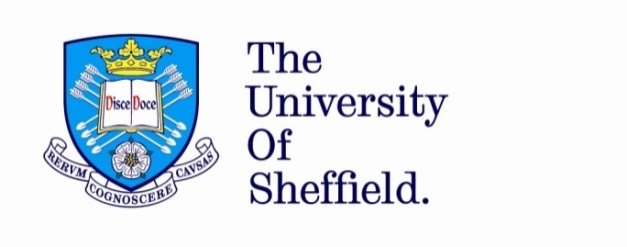 Disce Doce
RERVM COGNOSCERE CAVSAS
The
University
Of
Sheffield.